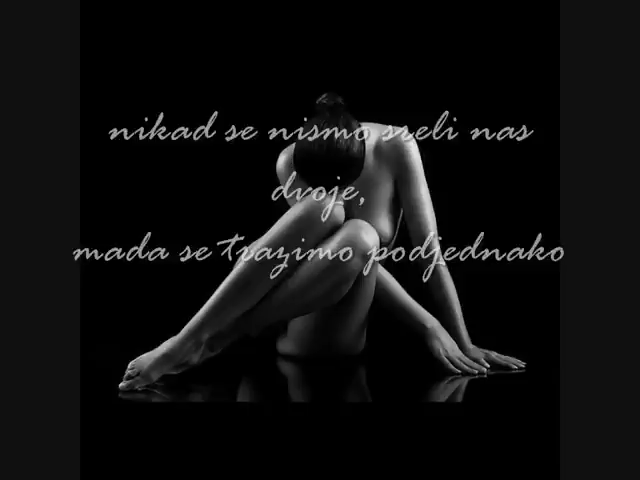 nikad se nismo sreli nas
dvoje,
mada se trazimo podjednako